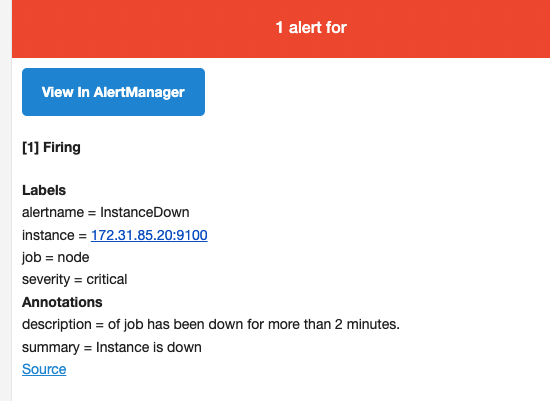 1 alert for
View In AlertManager
[1] Firing
Labels
alertname = InstanceDown
instance = 172.31.85.20:9100
job = node
severity = critical
Annotations
description = of job has been down for more than 2 minutes.
summary = Instance is down
Source